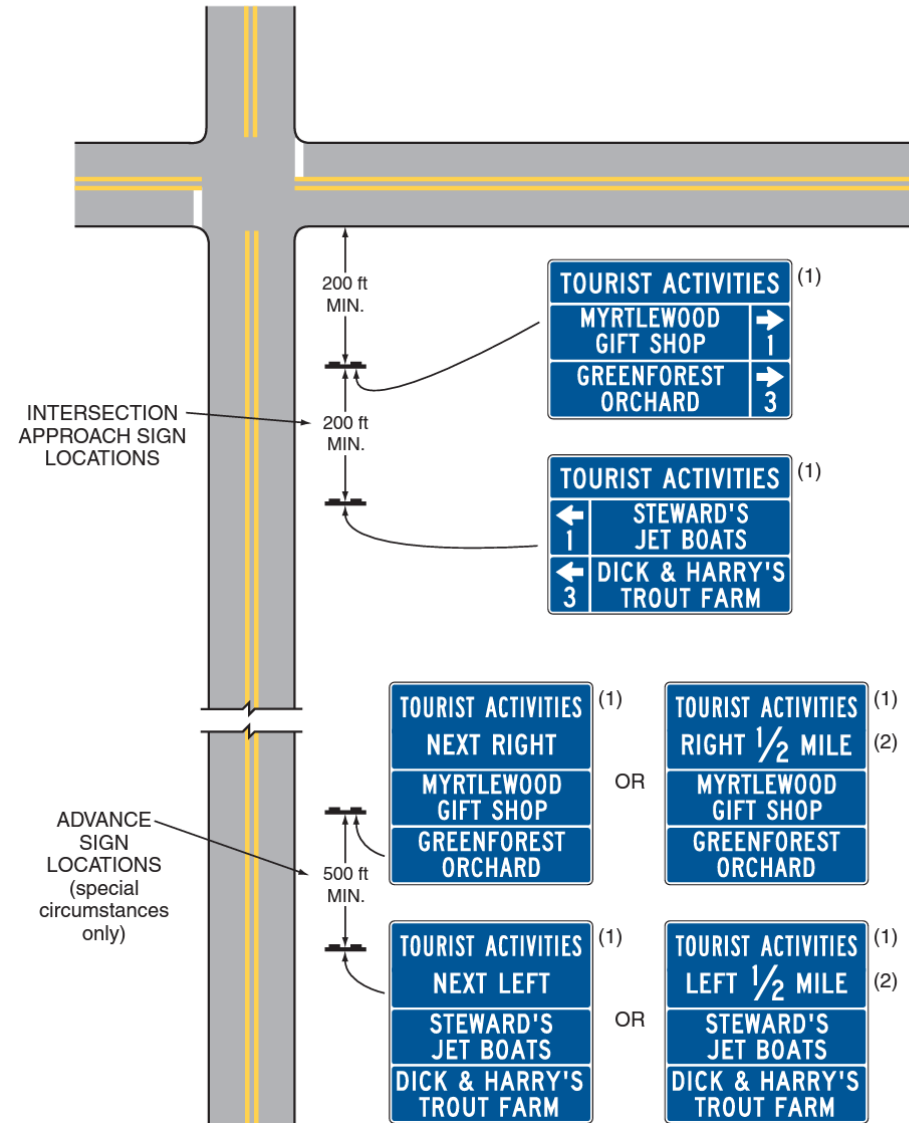 200 ft
MIN.
TOURIST ACTIVITIES (1)
MYRTLEWOOD
GIFT SHOP
→
1
GREENFOREST
ORCHARD
→
3
INTERSECTION
APPROACH SIGN
LOCATIONS
200 ft
MIN.
TOURIST ACTIVITIES (1)
←
1
STEWARD'S
JET BOATS
←
3
DICK & HARRY'S
TROUT FARM
TOURIST ACTIVITIES (1)
NEXT RIGHT
MYRTLEWOOD
GIFT SHOP
GREENFOREST
ORCHARD
OR
TOURIST ACTIVITIES (1)
RIGHT 1/2 MILE (2)
MYRTLEWOOD
GIFT SHOP
GREENFOREST
ORCHARD
ADVANCE
SIGN
LOCATIONS
(special
circumstances
only)
500 ft
MIN.
TOURIST ACTIVITIES (1)
NEXT LEFT
STEWARD'S
JET BOATS
DICK & HARRY'S
TROUT FARM
OR
TOURIST ACTIVITIES (1)
LEFT 1/2 MILE (2)
STEWARD'S
JET BOATS
DICK & HARRY'S
TROUT FARM